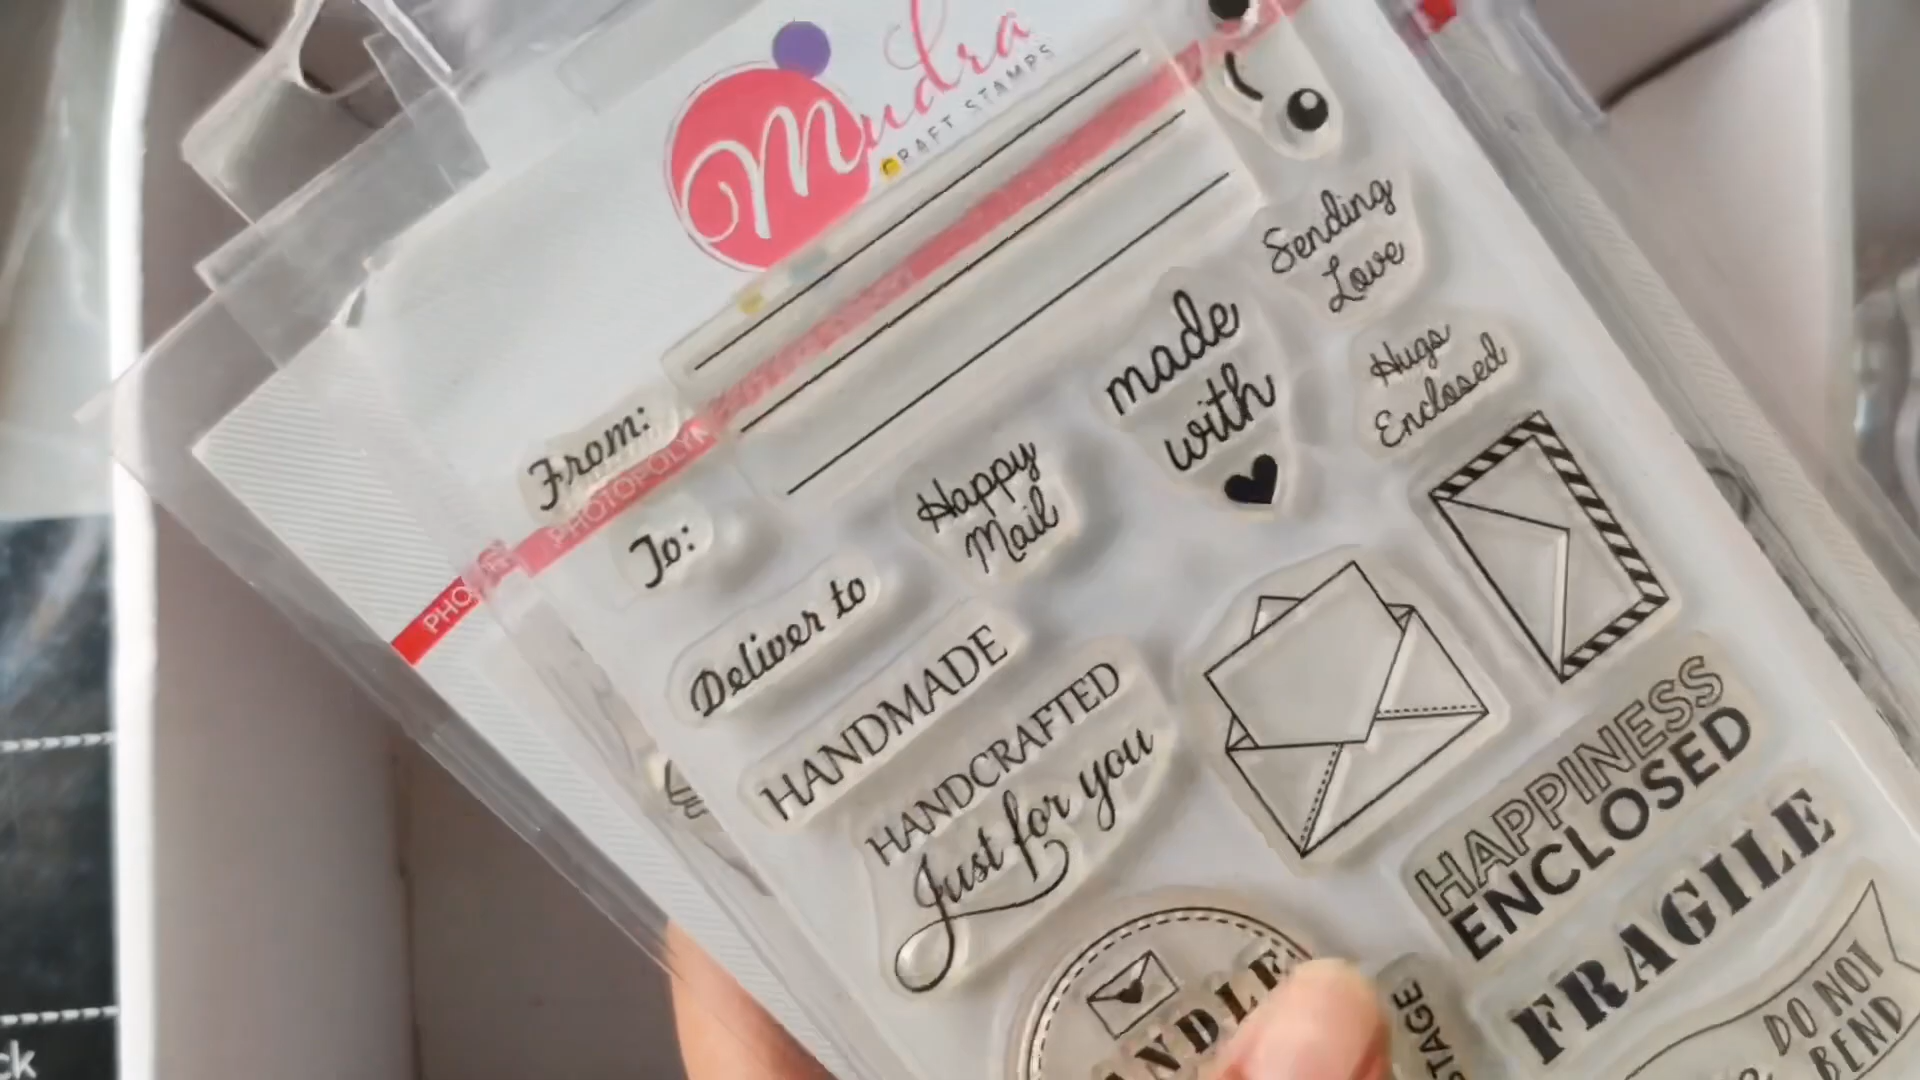 Mudra
CRAFT STAMPS
Sending
Love
made
with
Hugs
Enclosed
From:
PHOTOPOLYM
To:
Happy
Mail
Deliver to
HANDMADE
HANDCRAFTED
Just for you
HAPPINESS
ENCLOSED
FRAGILE
DO NOT
BEND